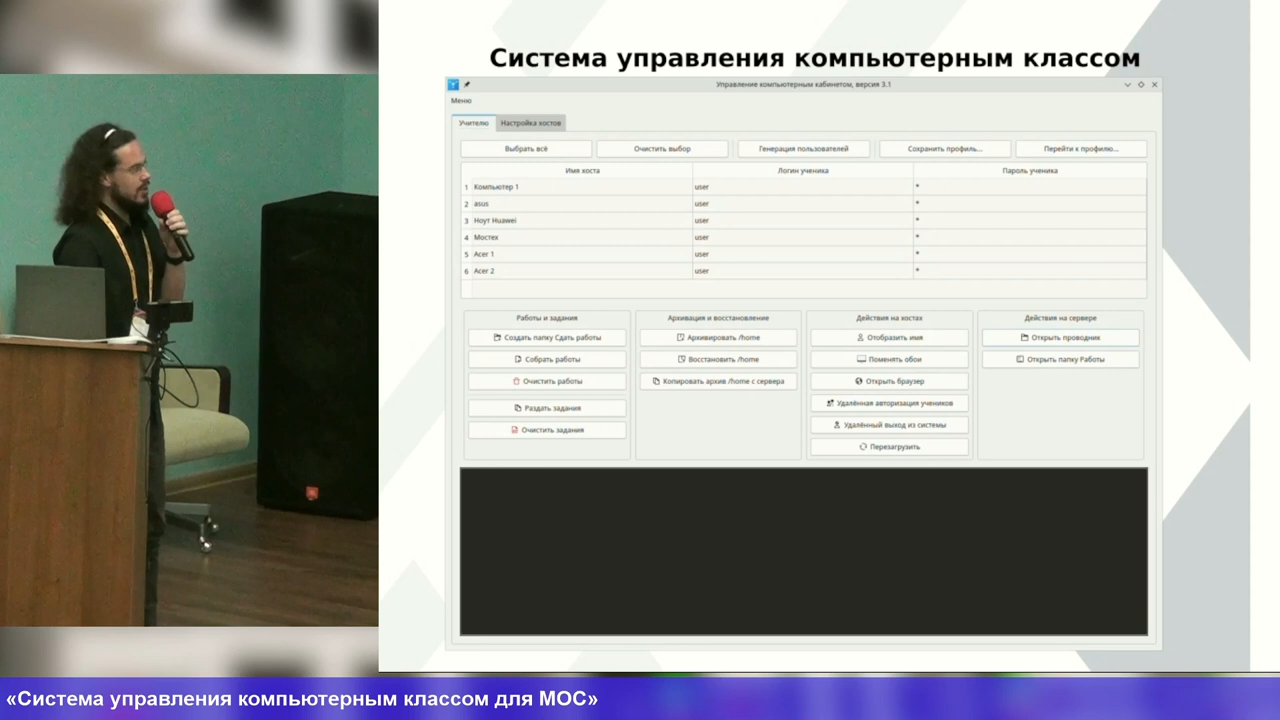 Система управления компьютерным классом
Управление компьютерным кабинетом, версия 3.1
Меню
Учителю
Настройка хостов
Выбрать всё
Очистить выбор
Генерация пользователей
Сохранить профиль...
Перейти к профилю...
Имя хоста
Логин ученика
Пароль ученика
1 Компьютер 1 user *
2 asus user *
3 Ноут Huawei user *
4 Мостех user *
5 Acer 1 user *
6 Acer 2 user *
Работы и задания
Создать папку Сдать работы
Собрать работы
Очистить работы
Раздать задания
Очистить задания
Архивация и восстановление
Архивировать /home
Восстановить /home
Копировать архив /home с сервера
Действия на хостах
Отобразить имя
Поменять обои
Открыть браузер
Удалённая авторизация учеников
Удалённый выход из системы
Перезагрузить
Действия на сервере
Открыть проводник
Открыть папку Работы
«Система управления компьютерным классом для МОС»